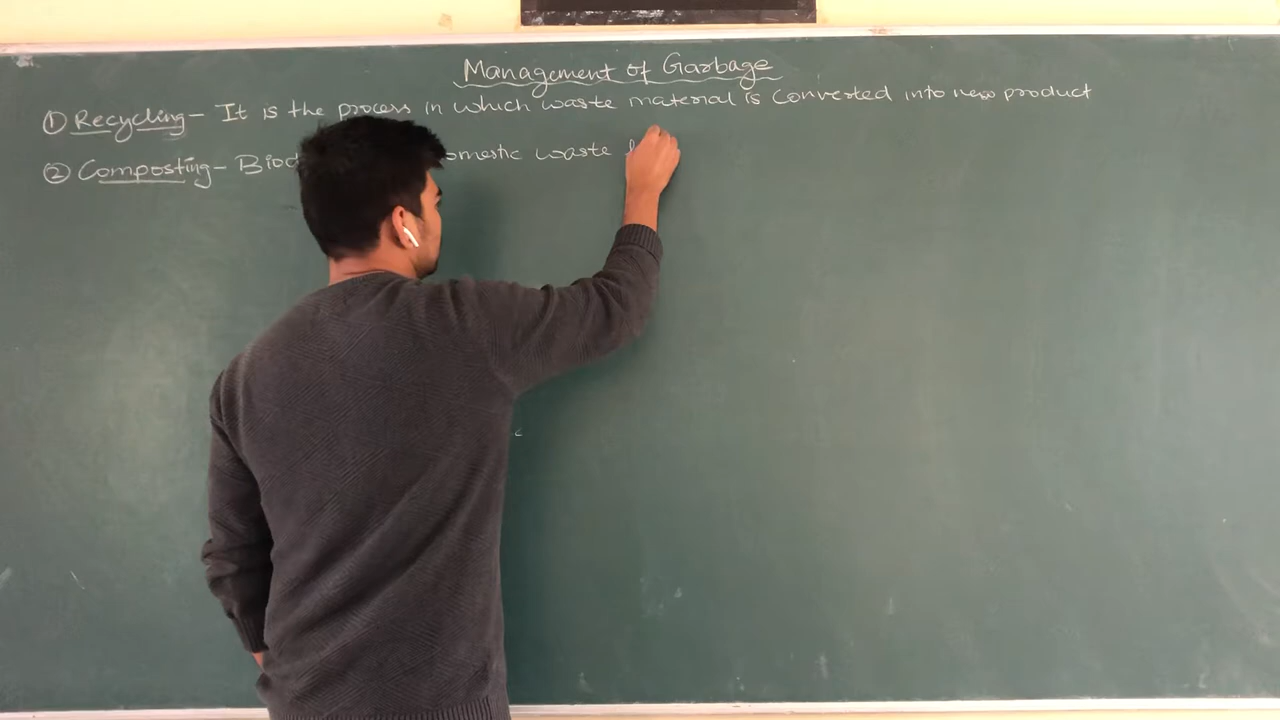 Management of Garbage
① Recycling - It is the process in which waste material is converted into new product
② Composting - Biod omestic waste